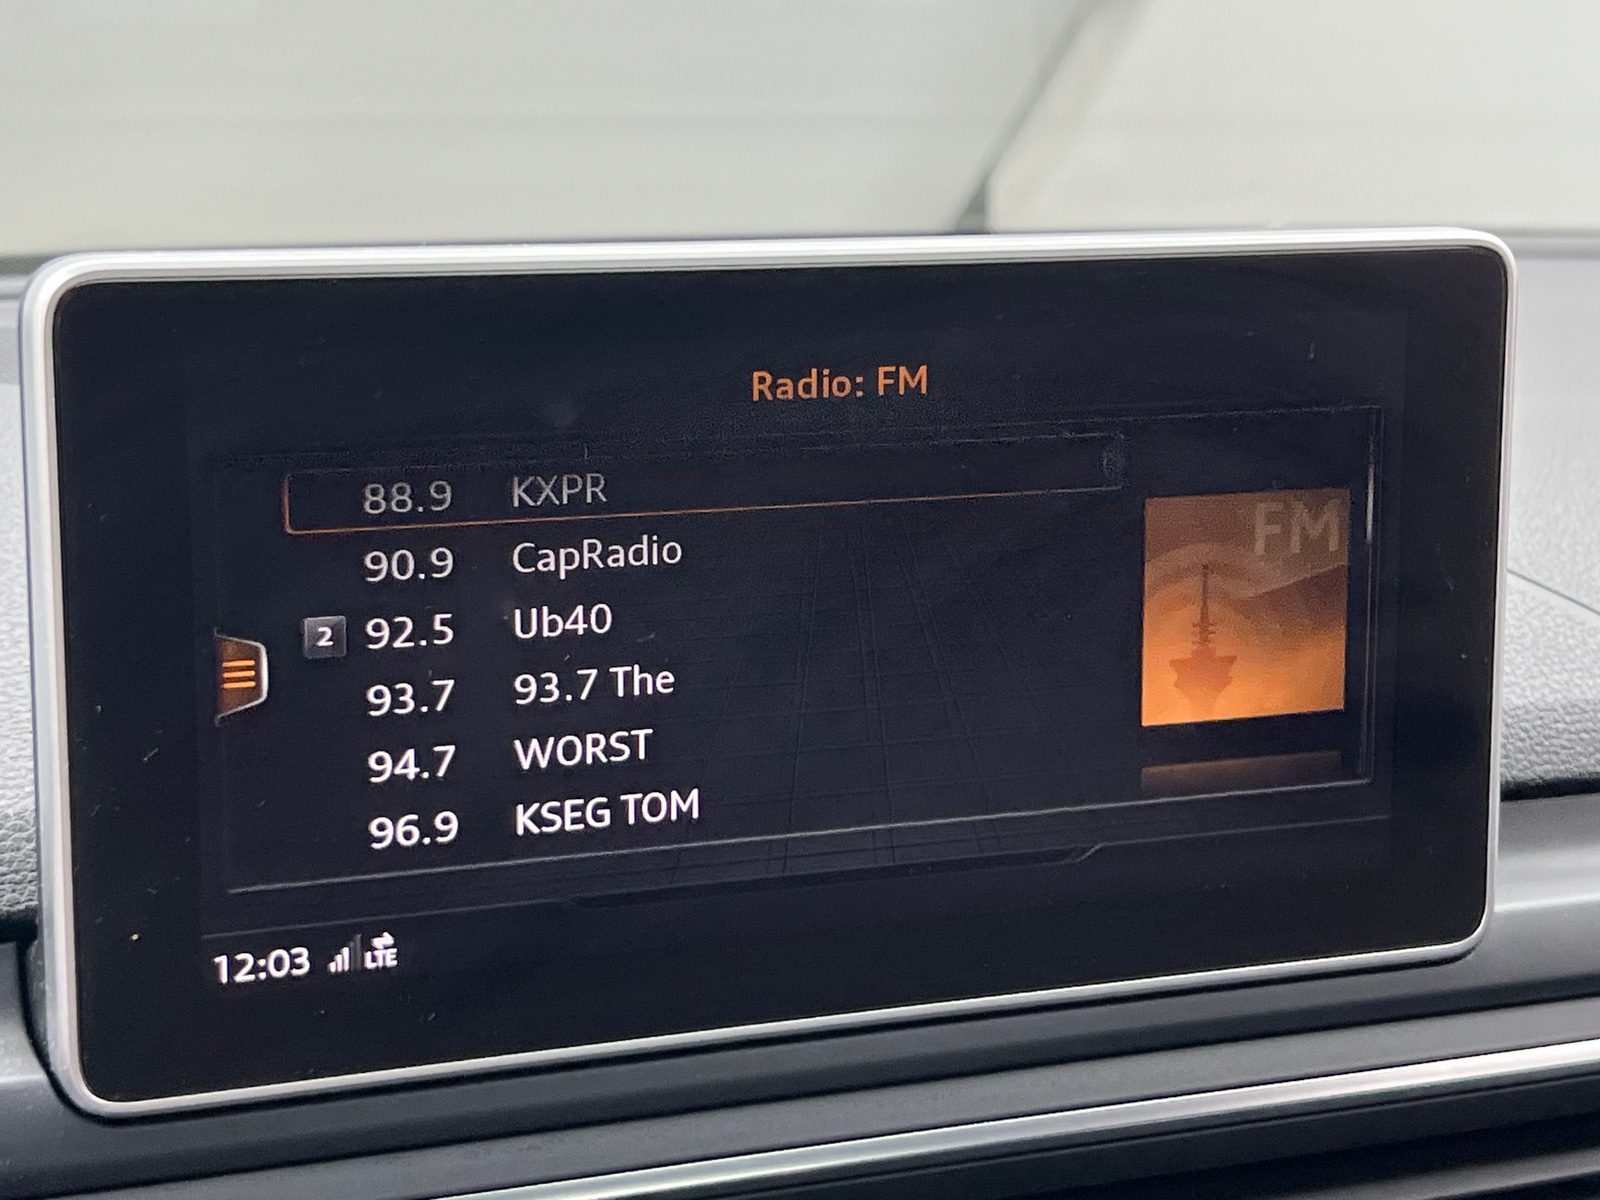 Radio: FM
88.9 KXPR
90.9 CapRadio
2 92.5 Ub40
93.7 93.7 The
94.7 WORST
96.9 KSEG TOM
FM
12:03 LTE